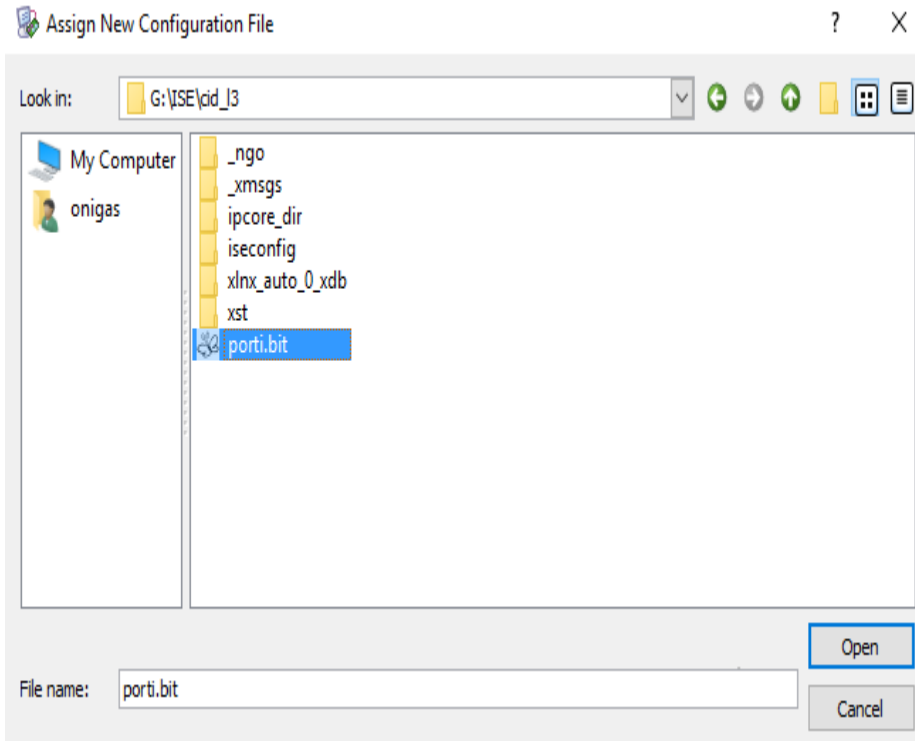 Assign New Configuration File ?
Look in: G:\ISE\cid_l3
My Computer
onigas
_ngo
_xmsgs
ipcore_dir
iseconfig
xlnx_auto_0_xdb
xst
porti.bit
Open
File name: porti.bit
Cancel